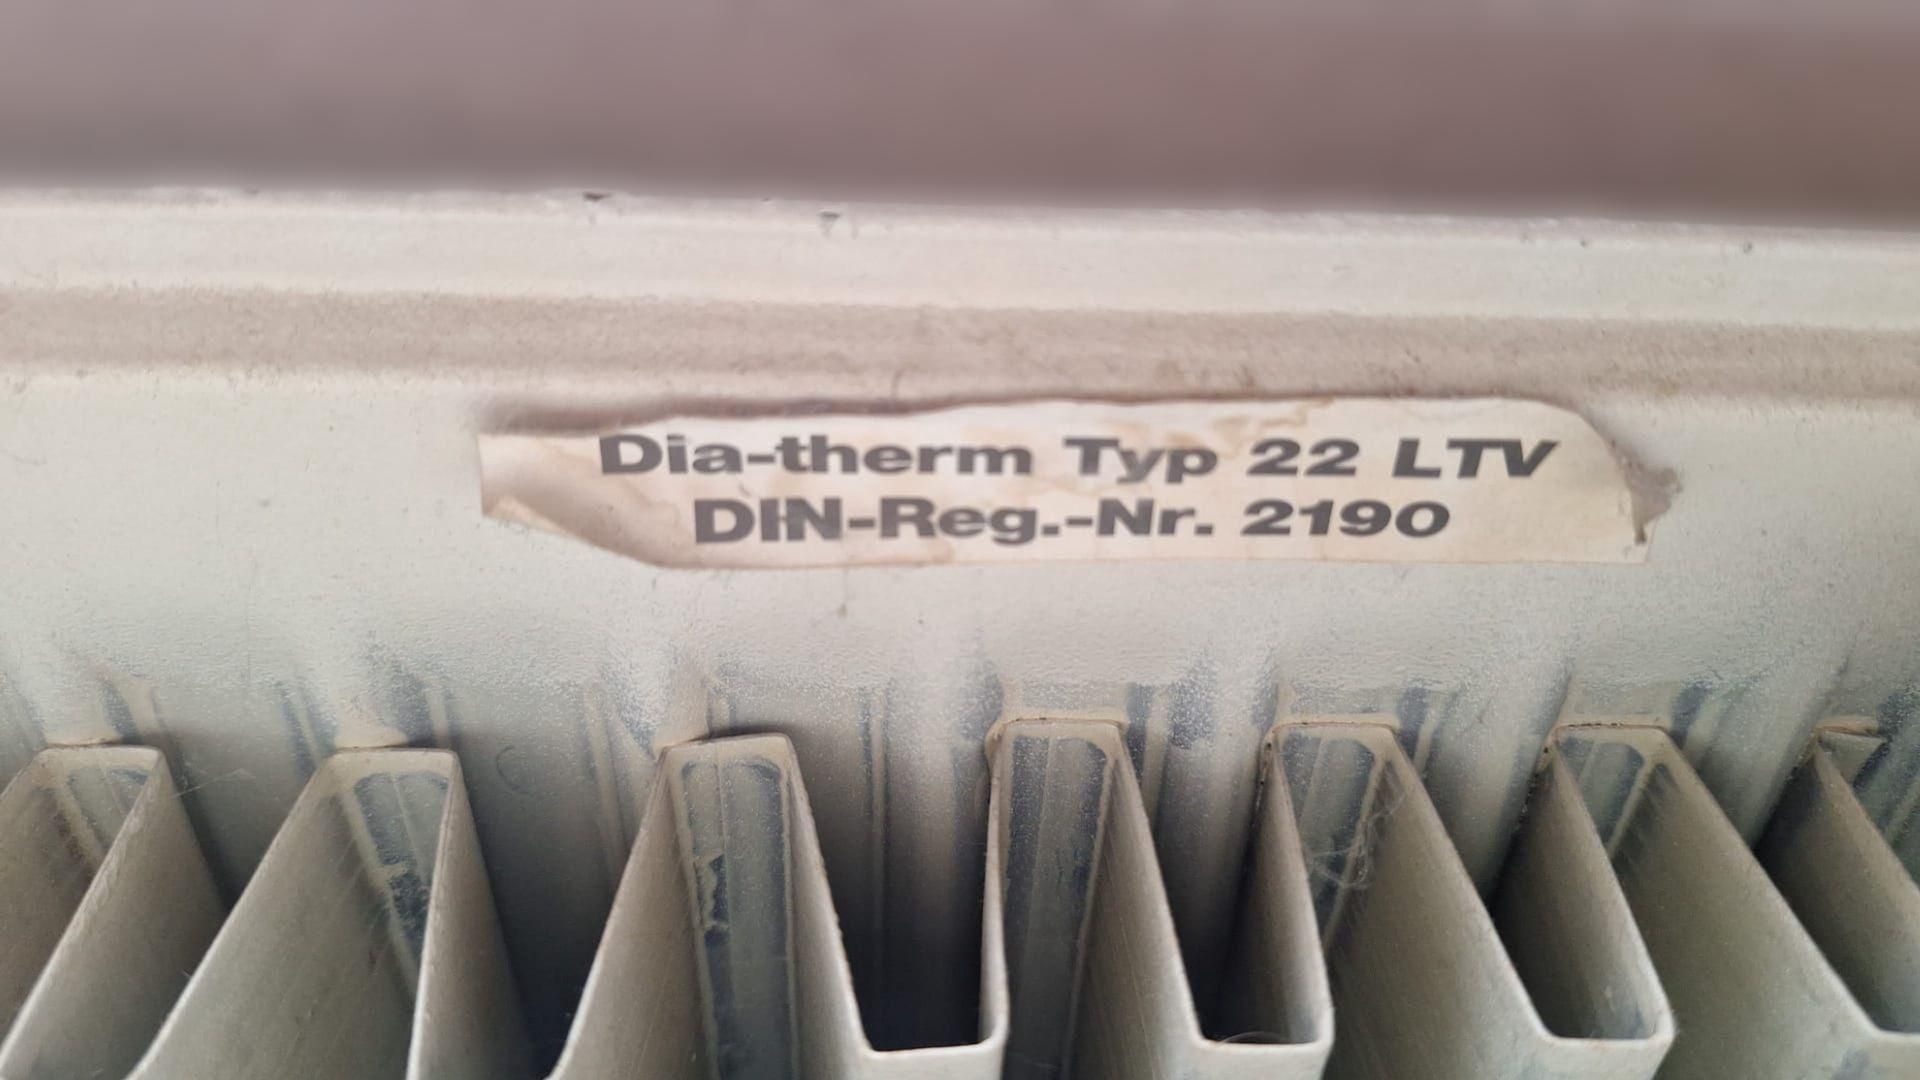 Dia-therm Typ 22 LTV
DIN-Reg.-Nr. 2190